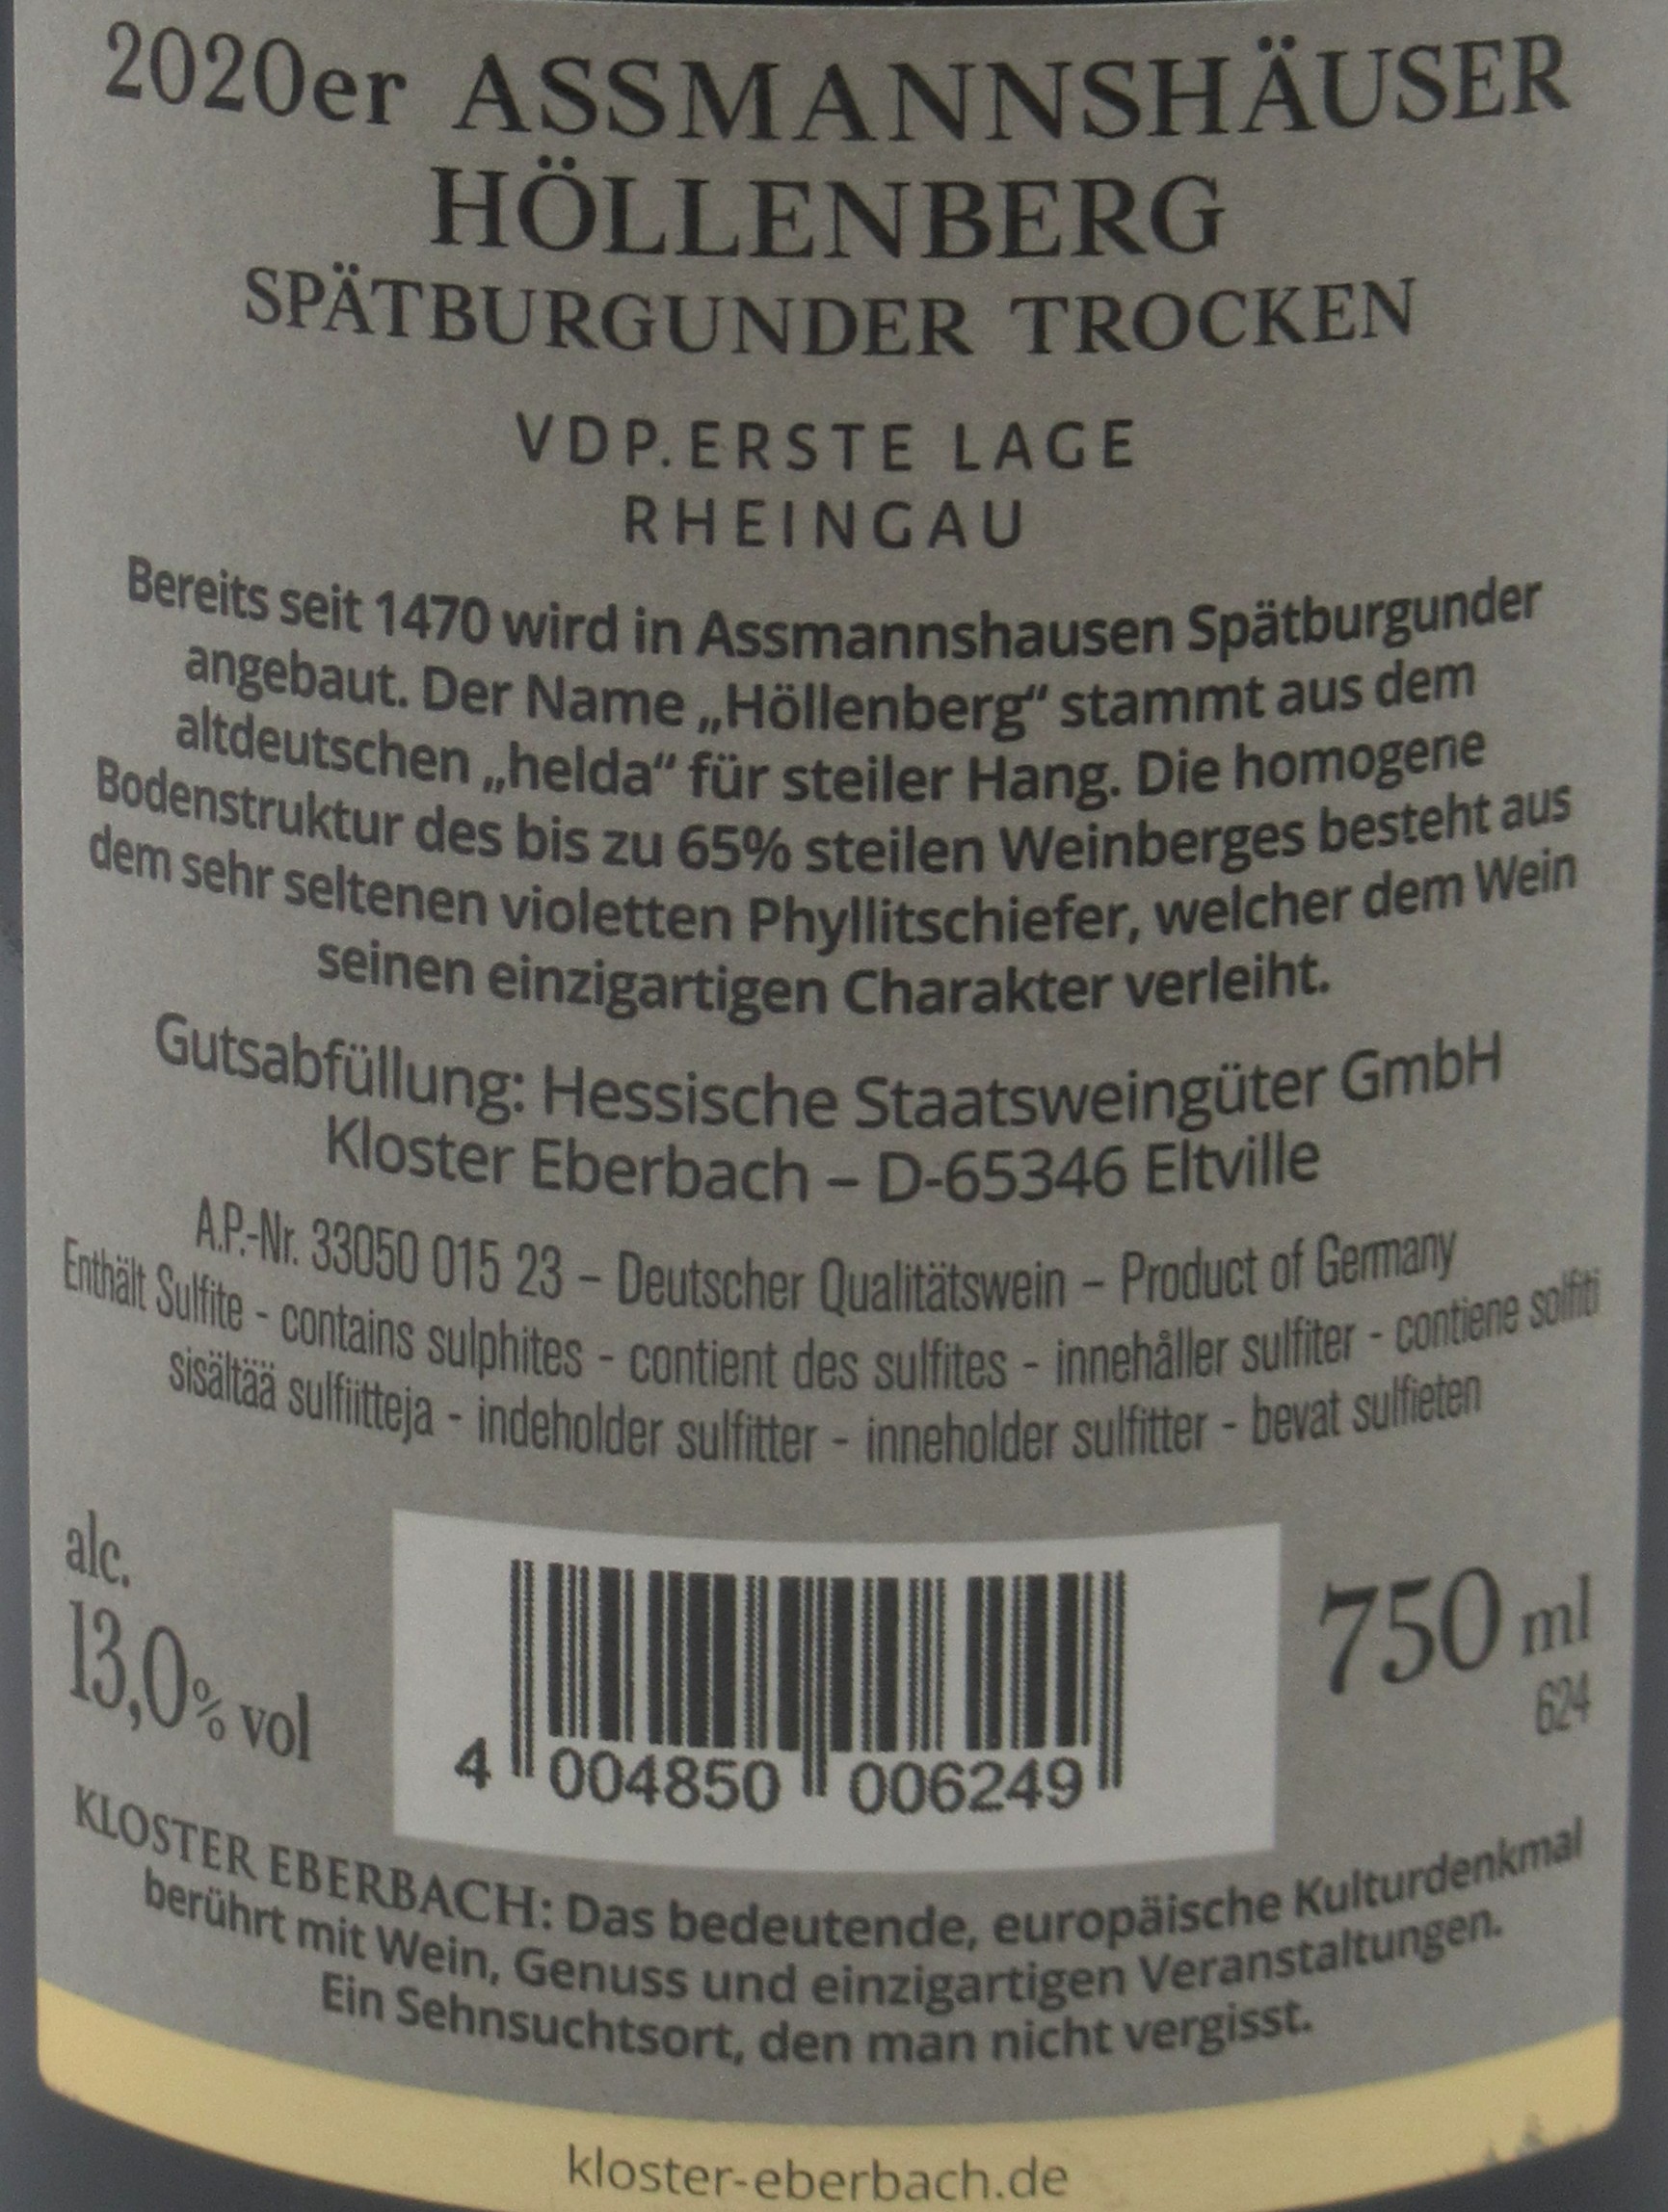 2020er ASSMANNSHÄUSER
HÖLLENBERG
SPÄTBURGUNDER TROCKEN
VDP.ERSTE LAGE
RHEINGAU
Bereits seit 1470 wird in Assmannshausen Spätburgunder
angebaut. Der Name „Höllenberg“ stammt aus dem
altdeutschen „helda“ für steiler Hang. Die homogene
Bodenstruktur des bis zu 65% steilen Weinberges besteht aus
dem sehr seltenen violetten Phyllitschiefer, welcher dem Wein
seinen einzigartigen Charakter verleiht.
Gutsabfüllung: Hessische Staatsweingüter GmbH
Kloster Eberbach – D-65346 Eltville
A.P.-Nr. 33050 015 23 – Deutscher Qualitätswein – Product of Germany
Enthält Sulfite - contains sulphites - contient des sulfites - innehåller sulfiter - contiene solfiti
sisältää sulfiitteja - indeholder sulfitter - inneholder sulfitter - bevat sulfieten
alc.
13,0% vol
750 ml
624
4 004850 006249
KLOSTER EBERBACH: Das bedeutende, europäische Kulturdenkmal
berührt mit Wein, Genuss und einzigartigen Veranstaltungen.
Ein Sehnsuchtsort, den man nicht vergisst.
kloster-eberbach.de